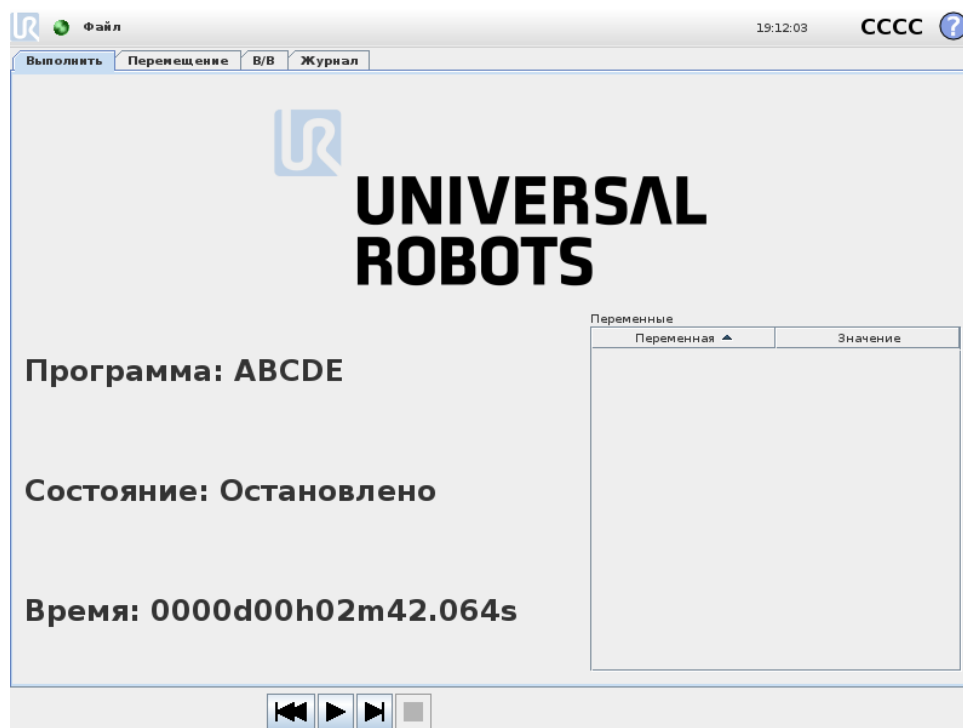 Файл
19:12:03
CCCC
?
Выполнить
Перемещение
В/В
Журнал
UNIVERSAL
ROBOTS
Переменные
Переменная
Значение
Программа: ABCDE
Состояние: Остановлено
Время: 0000d00h02m42.064s